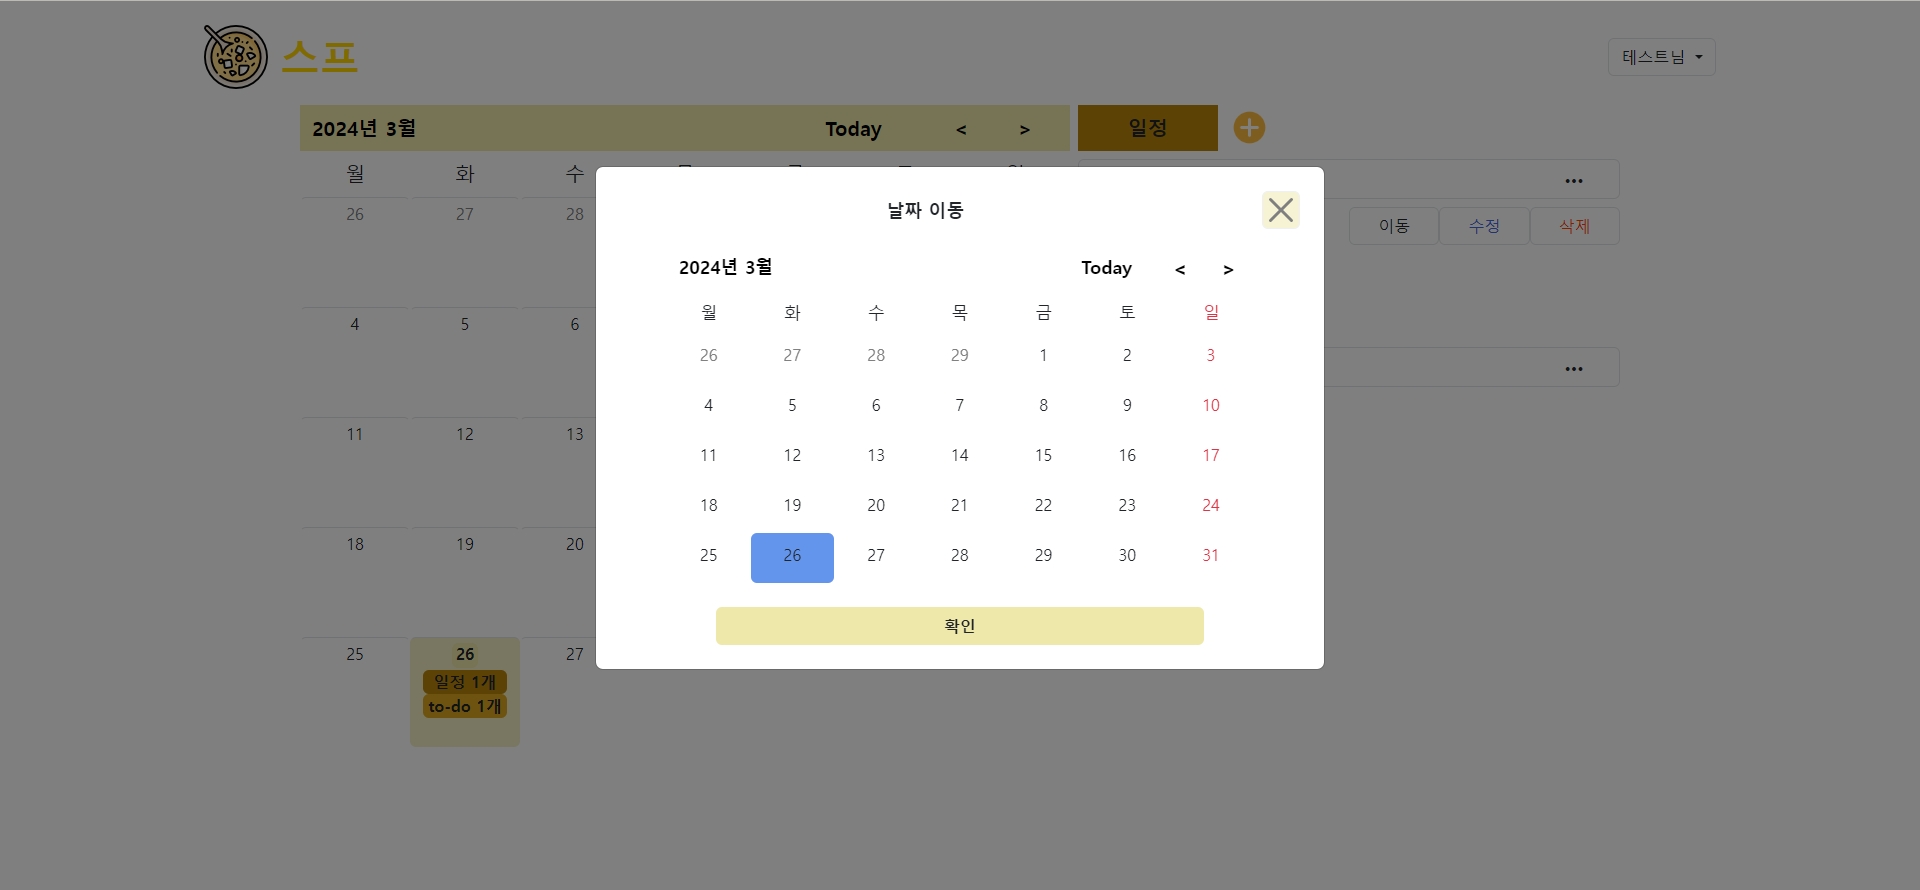 스프
테스트님
2024년 3월 Today < >
일정
월 화 수
26 27 28
이동 수정 삭제
4 5 6
11 12 13
18 19 20
25 26 27
일정 1개
to-do 1개
날짜 이동
2024년 3월 Today < >
월 화 수 목 금 토 일
26 27 28 29 1 2 3
4 5 6 7 8 9 10
11 12 13 14 15 16 17
18 19 20 21 22 23 24
25 26 27 28 29 30 31
확인